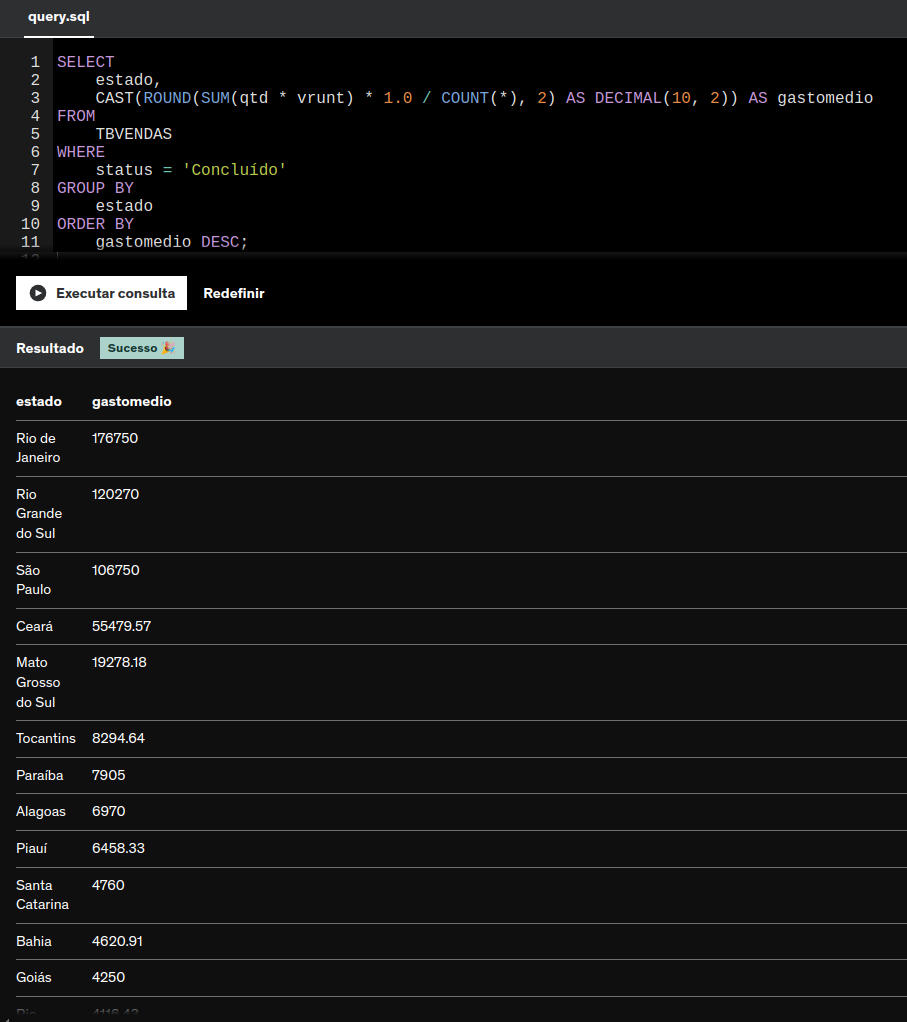 query.sql
1 SELECT
2 estado,
3 CAST(ROUND(SUM(qtd * vrunt) * 1.0 / COUNT(*), 2) AS DECIMAL(10, 2)) AS gastomedio
4 FROM
5 TBVENDAS
6 WHERE
7 status = 'Concluído'
8 GROUP BY
9 estado
10 ORDER BY
11 gastomedio DESC;
12
Executar consulta Redefinir
Resultado Sucesso 🎉
estado gastomedio
Rio de 176750
Janeiro
Rio 120270
Grande
do Sul
São 106750
Paulo
Ceará 55479.57
Mato 19278.18
Grosso
do Sul
Tocantins 8294.64
Paraíba 7905
Alagoas 6970
Piauí 6458.33
Santa 4760
Catarina
Bahia 4620.91
Goiás 4250
Rio 4116.43